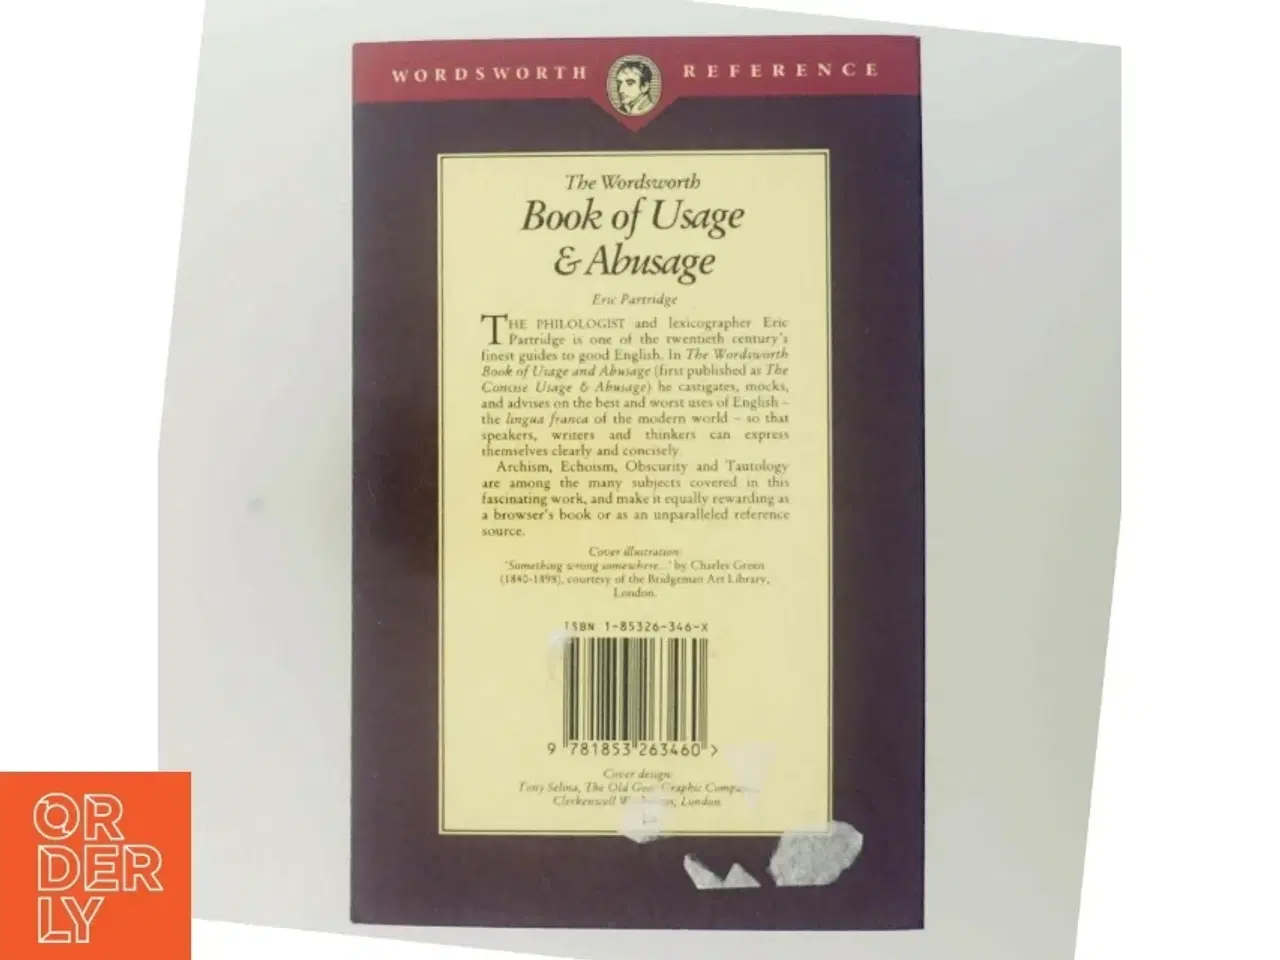 WORDSWORTH REFERENCE
The Wordsworth
Book of Usage
& Abusage
Eric Partridge
THE PHILOLOGIST and lexicographer Eric
Partridge is one of the twentieth century's
finest guides to good English. In The Wordsworth
Book of Usage and Abusage (first published as The
Concise Usage & Abusage) he castigates, mocks,
and advises on the best and worst uses of English –
the lingua franca of the modern world – so that
speakers, writers and thinkers can express
themselves clearly and concisely.
Archism, Echoism, Obscurity and Tautology
are among the many subjects covered in this
fascinating work, and make it equally rewarding as
a browser's book or as an unparalleled reference
source.
Cover illustration:
'Something wrong somewhere...' by Charles Green
(1840-1898), courtesy of the Bridgeman Art Library,
London.
ISBN 1-85326-346-X
9 781853 263460 >
Cover design:
Tony Selina, The Old Graphic
Clerkenwell London
OR
DER
LY